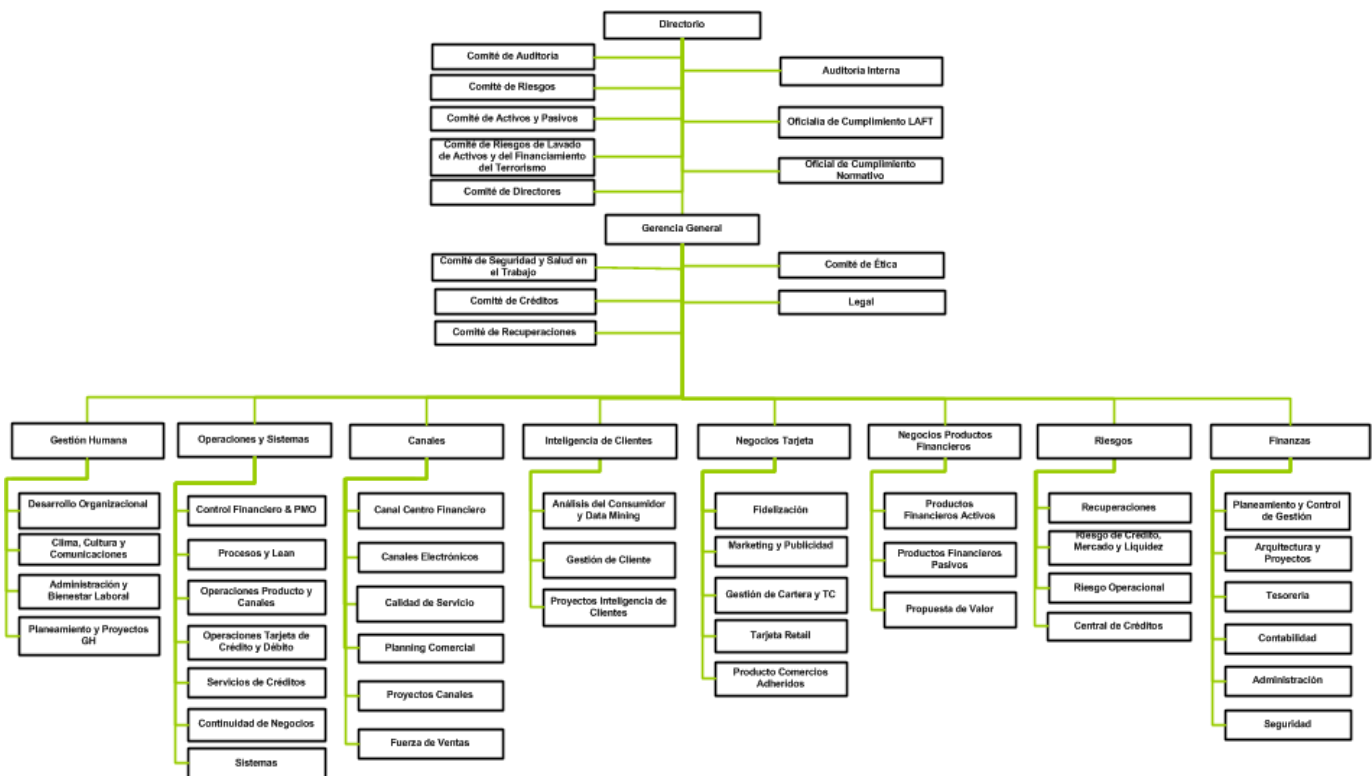 Directorio
Comité de Auditoría
Auditoría Interna
Comité de Riesgos
Comité de Activos y Pasivos
Oficialia de Cumplimiento LAFT
Comité de Riesgos de Lavado
de Activos y del Financiamiento
del Terrorismo
Oficial de Cumplimiento
Normativo
Comité de Directores
Gerencia General
Comité de Seguridad y Salud en
el Trabajo
Comité de Ética
Comité de Créditos
Legal
Comité de Recuperaciones
Gestión Humana
Desarrollo Organizacional
Clima, Cultura y
Comunicaciones
Administración y
Bienestar Laboral
Planeamiento y Proyectos
GH
Operaciones y Sistemas
Control Financiero & PMO
Procesos y Lean
Operaciones Producto y
Canales
Operaciones Tarjeta de
Crédito y Débito
Servicios de Créditos
Continuidad de Negocios
Sistemas
Canales
Canal Centro Financiero
Canales Electrónicos
Calidad de Servicio
Planning Comercial
Proyectos Canales
Fuerza de Ventas
Inteligencia de Clientes
Análisis del Consumidor
y Data Mining
Gestión de Cliente
Proyectos Inteligencia de
Clientes
Negocios Tarjeta
Fidelización
Marketing y Publicidad
Gestión de Cartera y TC
Tarjeta Retail
Producto Comercios
Adheridos
Negocios Productos
Financieros
Productos
Financieros Activos
Productos Financieros
Pasivos
Propuesta de Valor
Riesgos
Recuperaciones
Riesgo de Crédito,
Mercado y Liquidez
Riesgo Operacional
Central de Créditos
Finanzas
Planeamiento y Control
de Gestión
Arquitectura y
Proyectos
Tesorería
Contabilidad
Administración
Seguridad